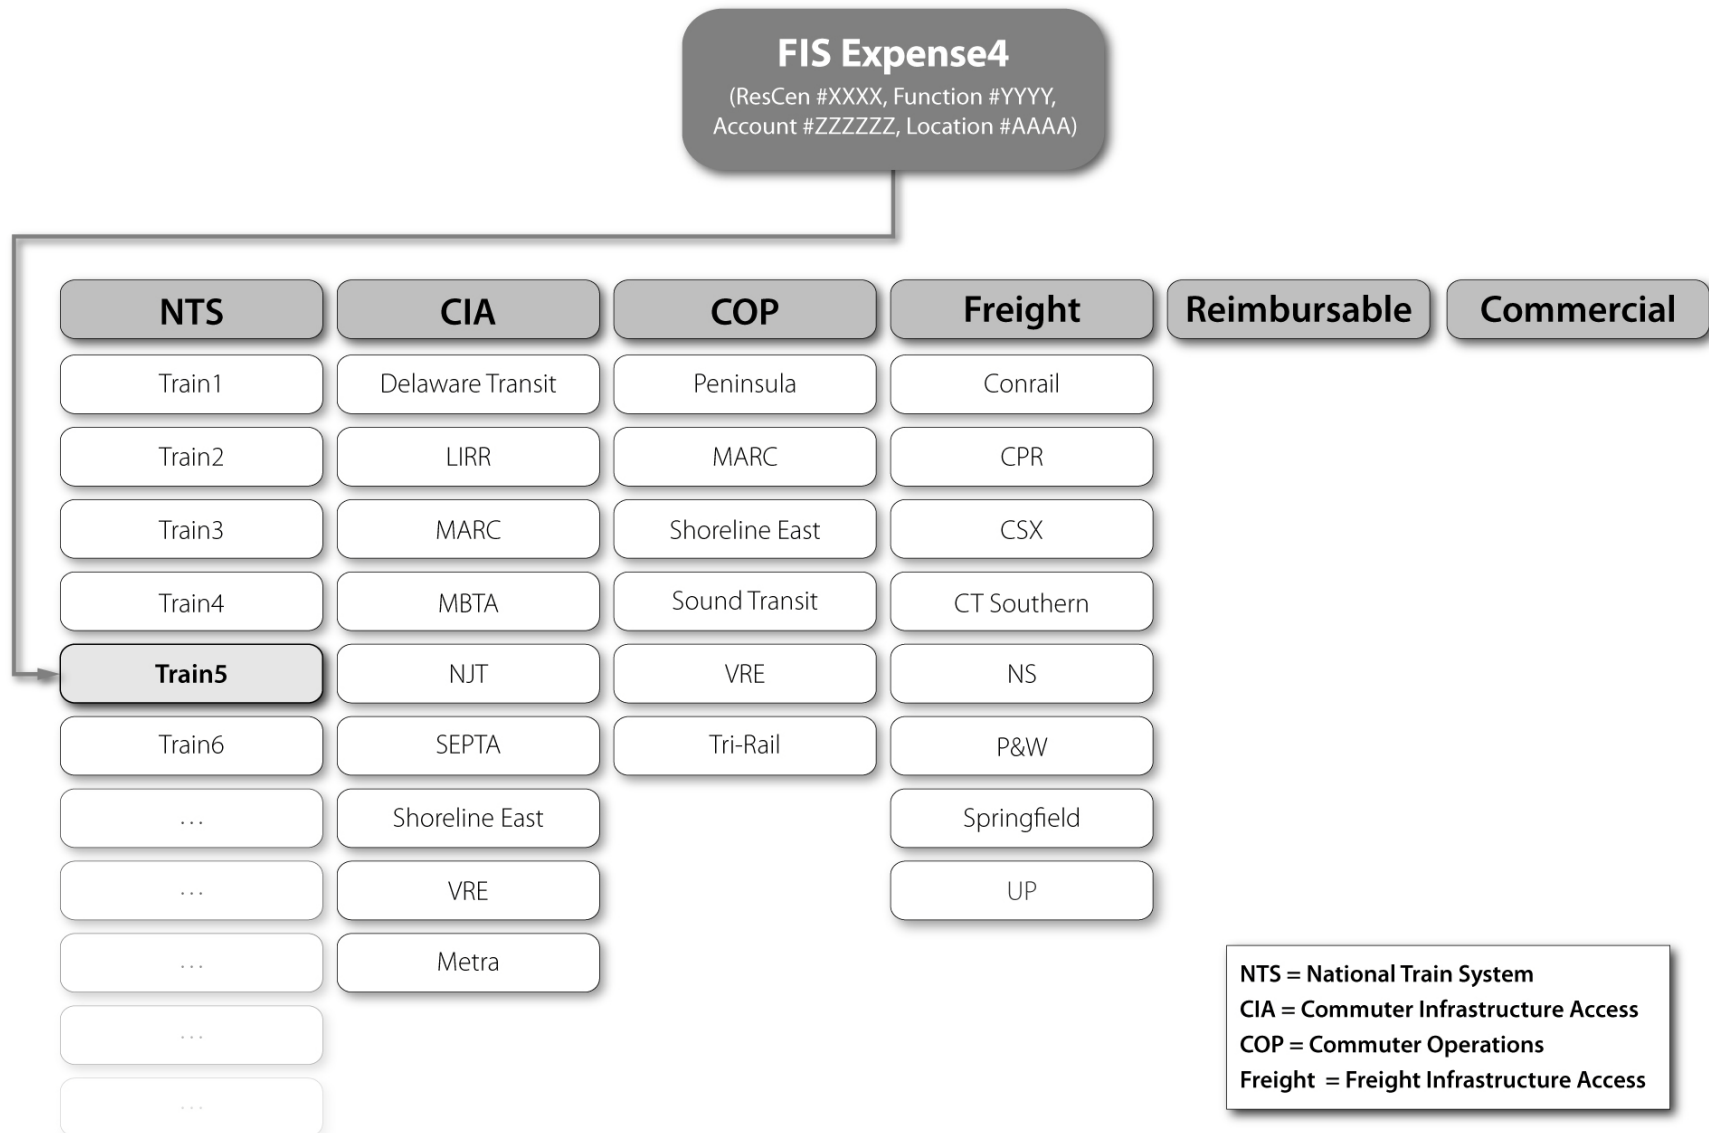 FIS Expense4
(ResCen #XXXX, Function #YYYY,
Account #ZZZZZZ, Location #AAAA)
NTS
CIA
COP
Freight
Reimbursable
Commercial
Train1
Delaware Transit
Peninsula
Conrail
Train2
LIRR
MARC
CPR
Train3
MARC
Shoreline East
CSX
Train4
MBTA
Sound Transit
CT Southern
Train5
NJT
VRE
NS
Train6
SEPTA
Tri-Rail
P&W
...
Shoreline East
Springfield
...
VRE
UP
...
Metra
...
...
NTS = National Train System
CIA = Commuter Infrastructure Access
COP = Commuter Operations
Freight = Freight Infrastructure Access